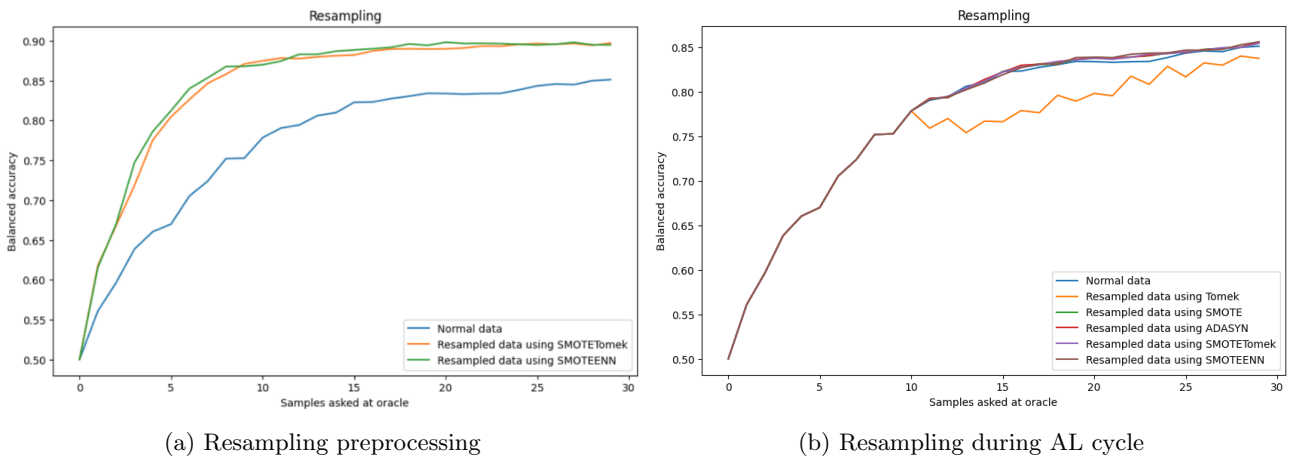 Resampling
Balanced accuracy
0.90
0.85
0.80
0.75
0.70
0.65
0.60
0.55
0.50
Normal data
Resampled data using SMOTETomek
Resampled data using SMOTEENN
0 5 10 15 20 25 30
Samples asked at oracle
(a) Resampling preprocessing
Resampling
Balanced accuracy
0.85
0.80
0.75
0.70
0.65
0.60
0.55
0.50
Normal data
Resampled data using Tomek
Resampled data using SMOTE
Resampled data using ADASYN
Resampled data using SMOTETomek
Resampled data using SMOTEENN
0 5 10 15 20 25 30
Samples asked at oracle
(b) Resampling during AL cycle